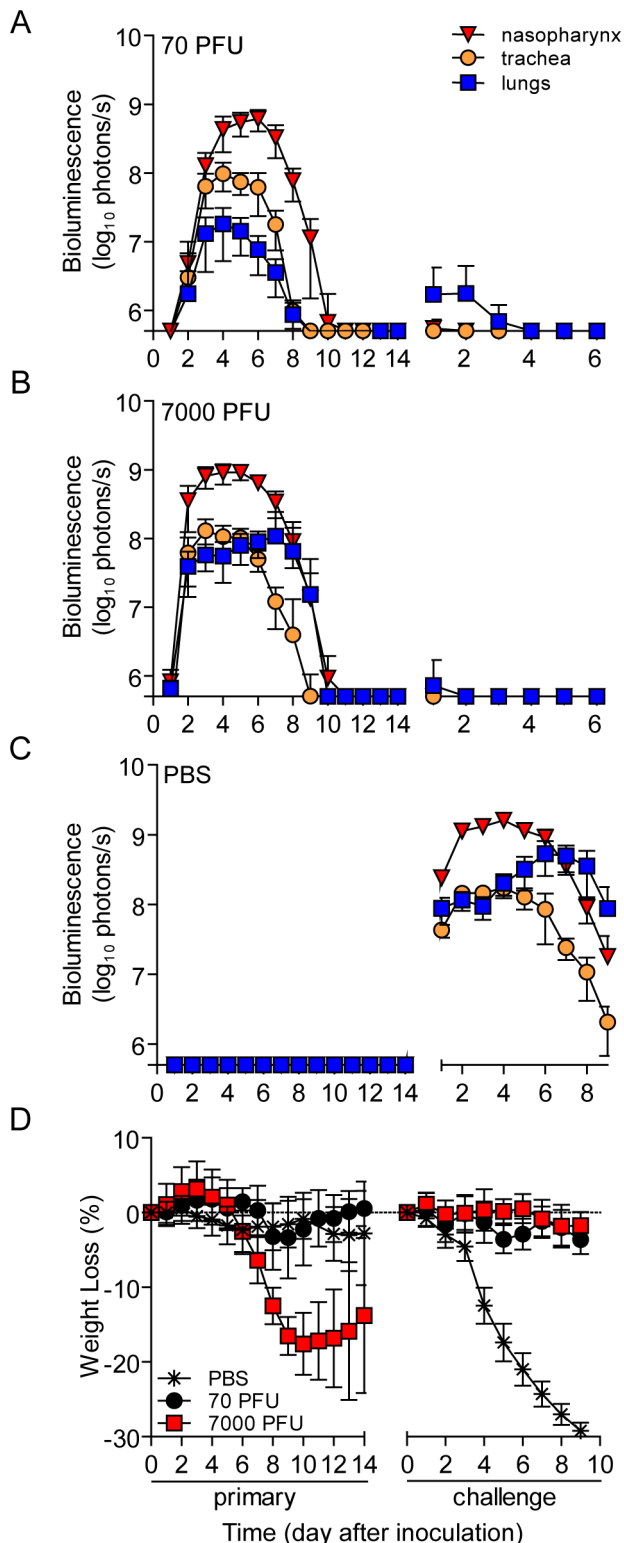 A
70 PFU
nasopharynx
trachea
lungs
Bioluminescence
(log10 photons/s)
10
9
8
7
6
0 2 4 6 8 10 12 14
2 4 6
B
7000 PFU
Bioluminescence
(log10 photons/s)
10
9
8
7
6
0 2 4 6 8 10 12 14
2 4 6
C
PBS
Bioluminescence
(log10 photons/s)
10
9
8
7
6
0 2 4 6 8 10 12 14
2 4 6 8
D
Weight Loss (%)
10
0
-10
-20
-30
PBS
70 PFU
7000 PFU
0 2 4 6 8 10 12 14
0 2 4 6 8 10
primary
challenge
Time (day after inoculation)